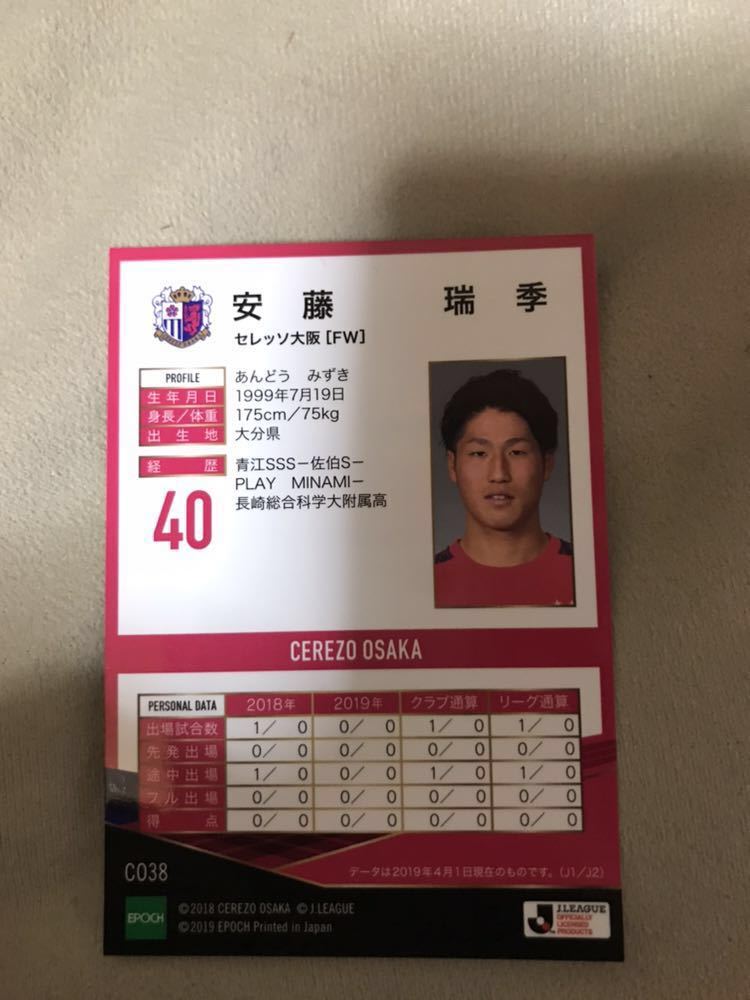 安藤 瑞季
セレッソ大阪 [FW]
PROFILE あんどう みずき
生年月日 1999年7月19日
身長／体重 175cm／75kg
出生地 大分県
経歴 青江SSS－佐伯S－
PLAY MINAMI－
長崎総合科学大附属高
40
CEREZO OSAKA
PERSONAL DATA 2018年 2019年 クラブ通算 リーグ通算
出場試合数 1／ 0 0／ 0 1／ 0 1／ 0
先発出場 0／ 0 0／ 0 0／ 0 0／ 0
途中出場 1／ 0 0／ 0 1／ 0 1／ 0
フル出場 0／ 0 0／ 0 0／ 0 0／ 0
得点 0／ 0 0／ 0 0／ 0 0／ 0
CO38
データは2019年4月1日現在のものです。(J1／J2)
EPOCH
©2018 CEREZO OSAKA ©J.LEAGUE
©2019 EPOCH Printed in Japan
J.LEAGUE
OFFICIALLY
LICENSED
PRODUCTS